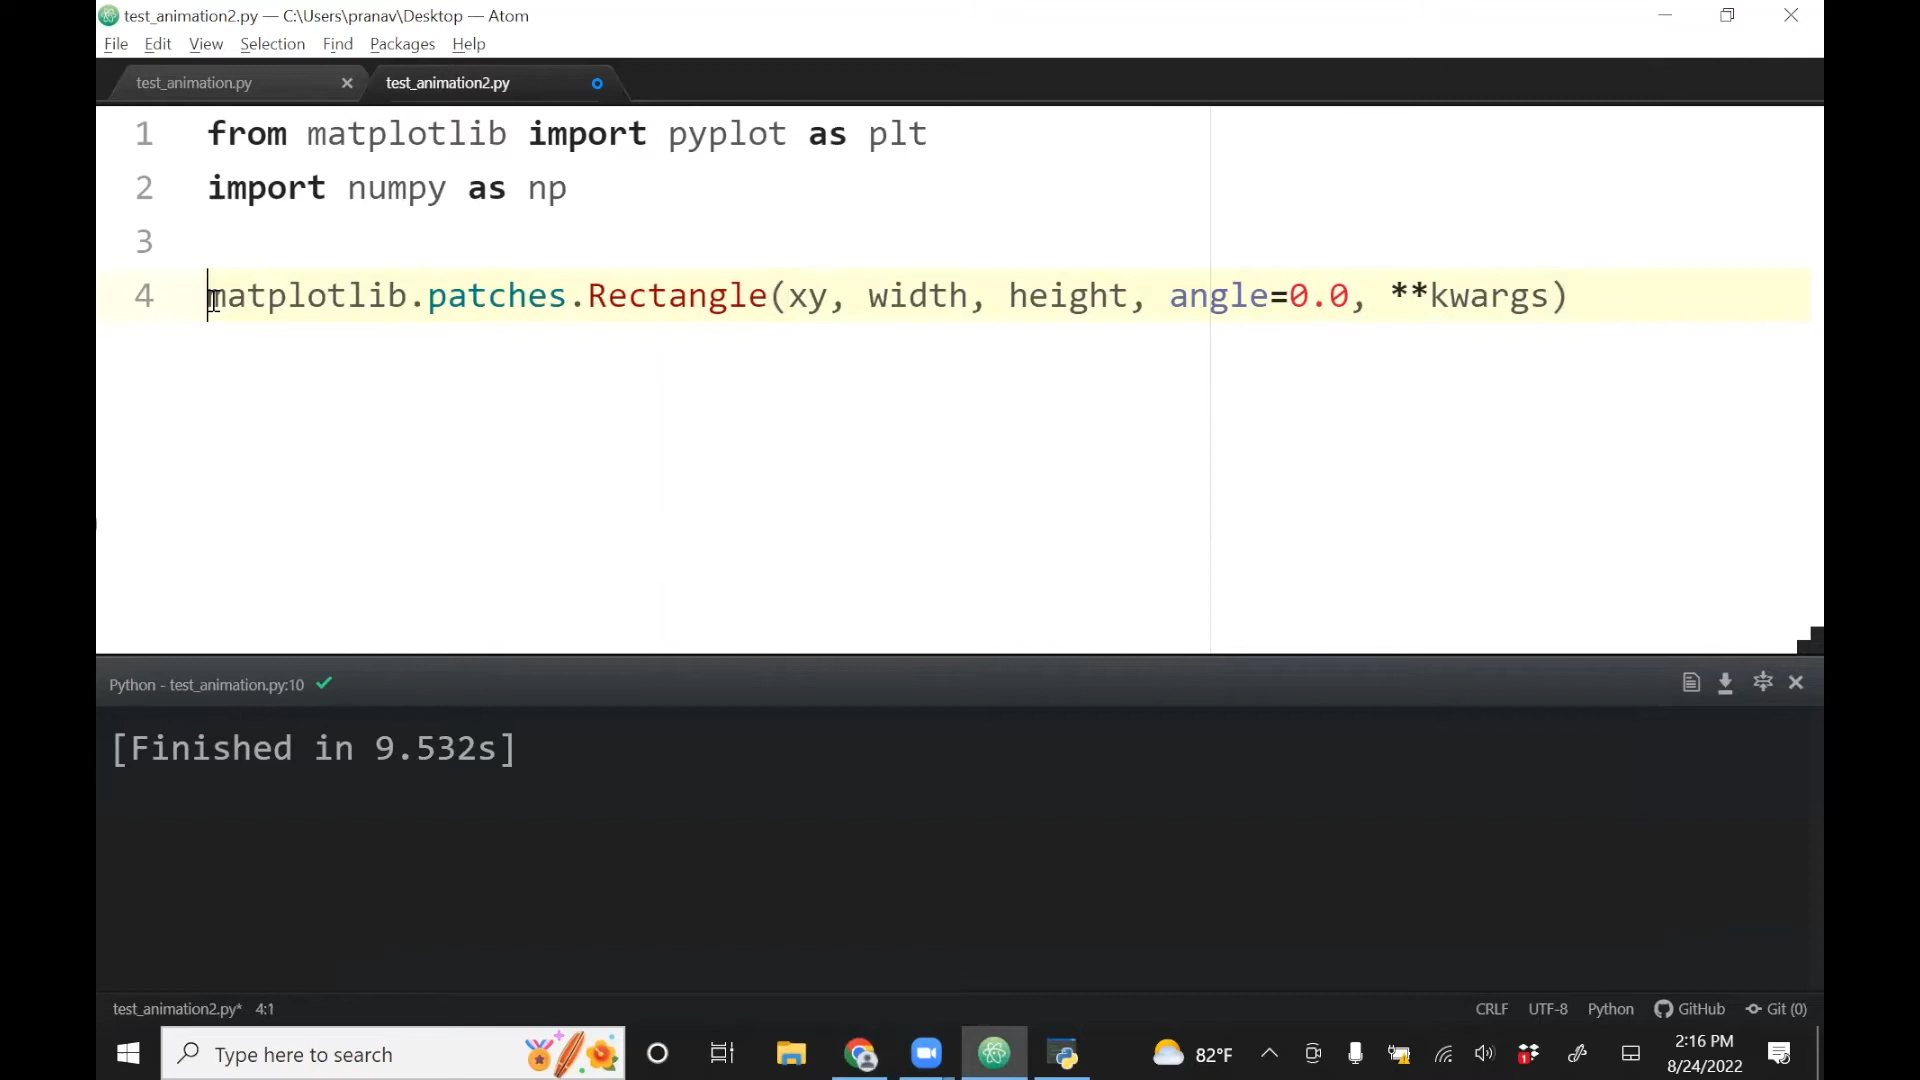 test_animation2.py — C:\Users\pranav\Desktop — Atom
File Edit View Selection Find Packages Help
test_animation.py test_animation2.py
1 from matplotlib import pyplot as plt
2 import numpy as np
3
4 matplotlib.patches.Rectangle(xy, width, height, angle=0.0, **kwargs)
Python - test_animation.py:10
[Finished in 9.532s]
test_animation2.py* 4:1 CRLF UTF-8 Python GitHub Git (0)
Type here to search 82°F 1 2:16 PM
8/24/2022